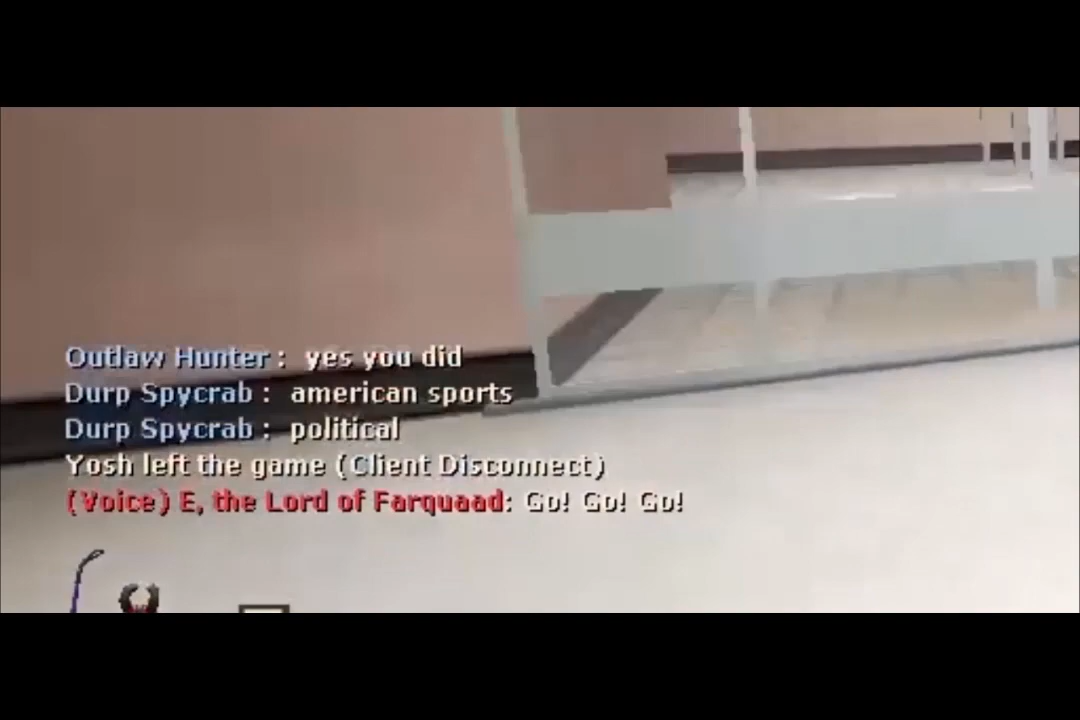 Outlaw Hunter :  yes you did
Durp Spycrab :  american sports
Durp Spycrab :  political
Yosh left the game (Client Disconnect)
(Voice) E, the Lord of Farquaad: Go! Go! Go!